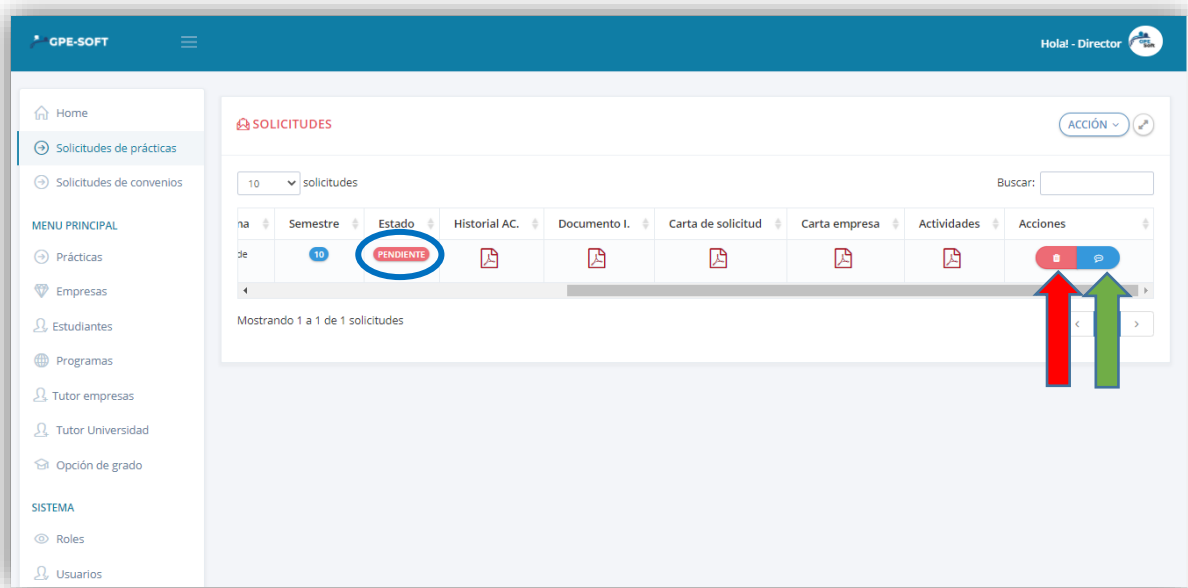 GPE-SOFT
Hola! - Director
Home
Solicitudes de prácticas
Solicitudes de convenios
MENU PRINCIPAL
Prácticas
Empresas
Estudiantes
Programas
Tutor empresas
Tutor Universidad
Opción de grado
SISTEMA
Roles
Usuarios
SOLICITUDES
ACCIÓN
10 solicitudes
Buscar:
na Semestre Estado Historial AC. Documento I. Carta de solicitud Carta empresa Actividades Acciones
de 10 PENDIENTE
Mostrando 1 a 1 de 1 solicitudes